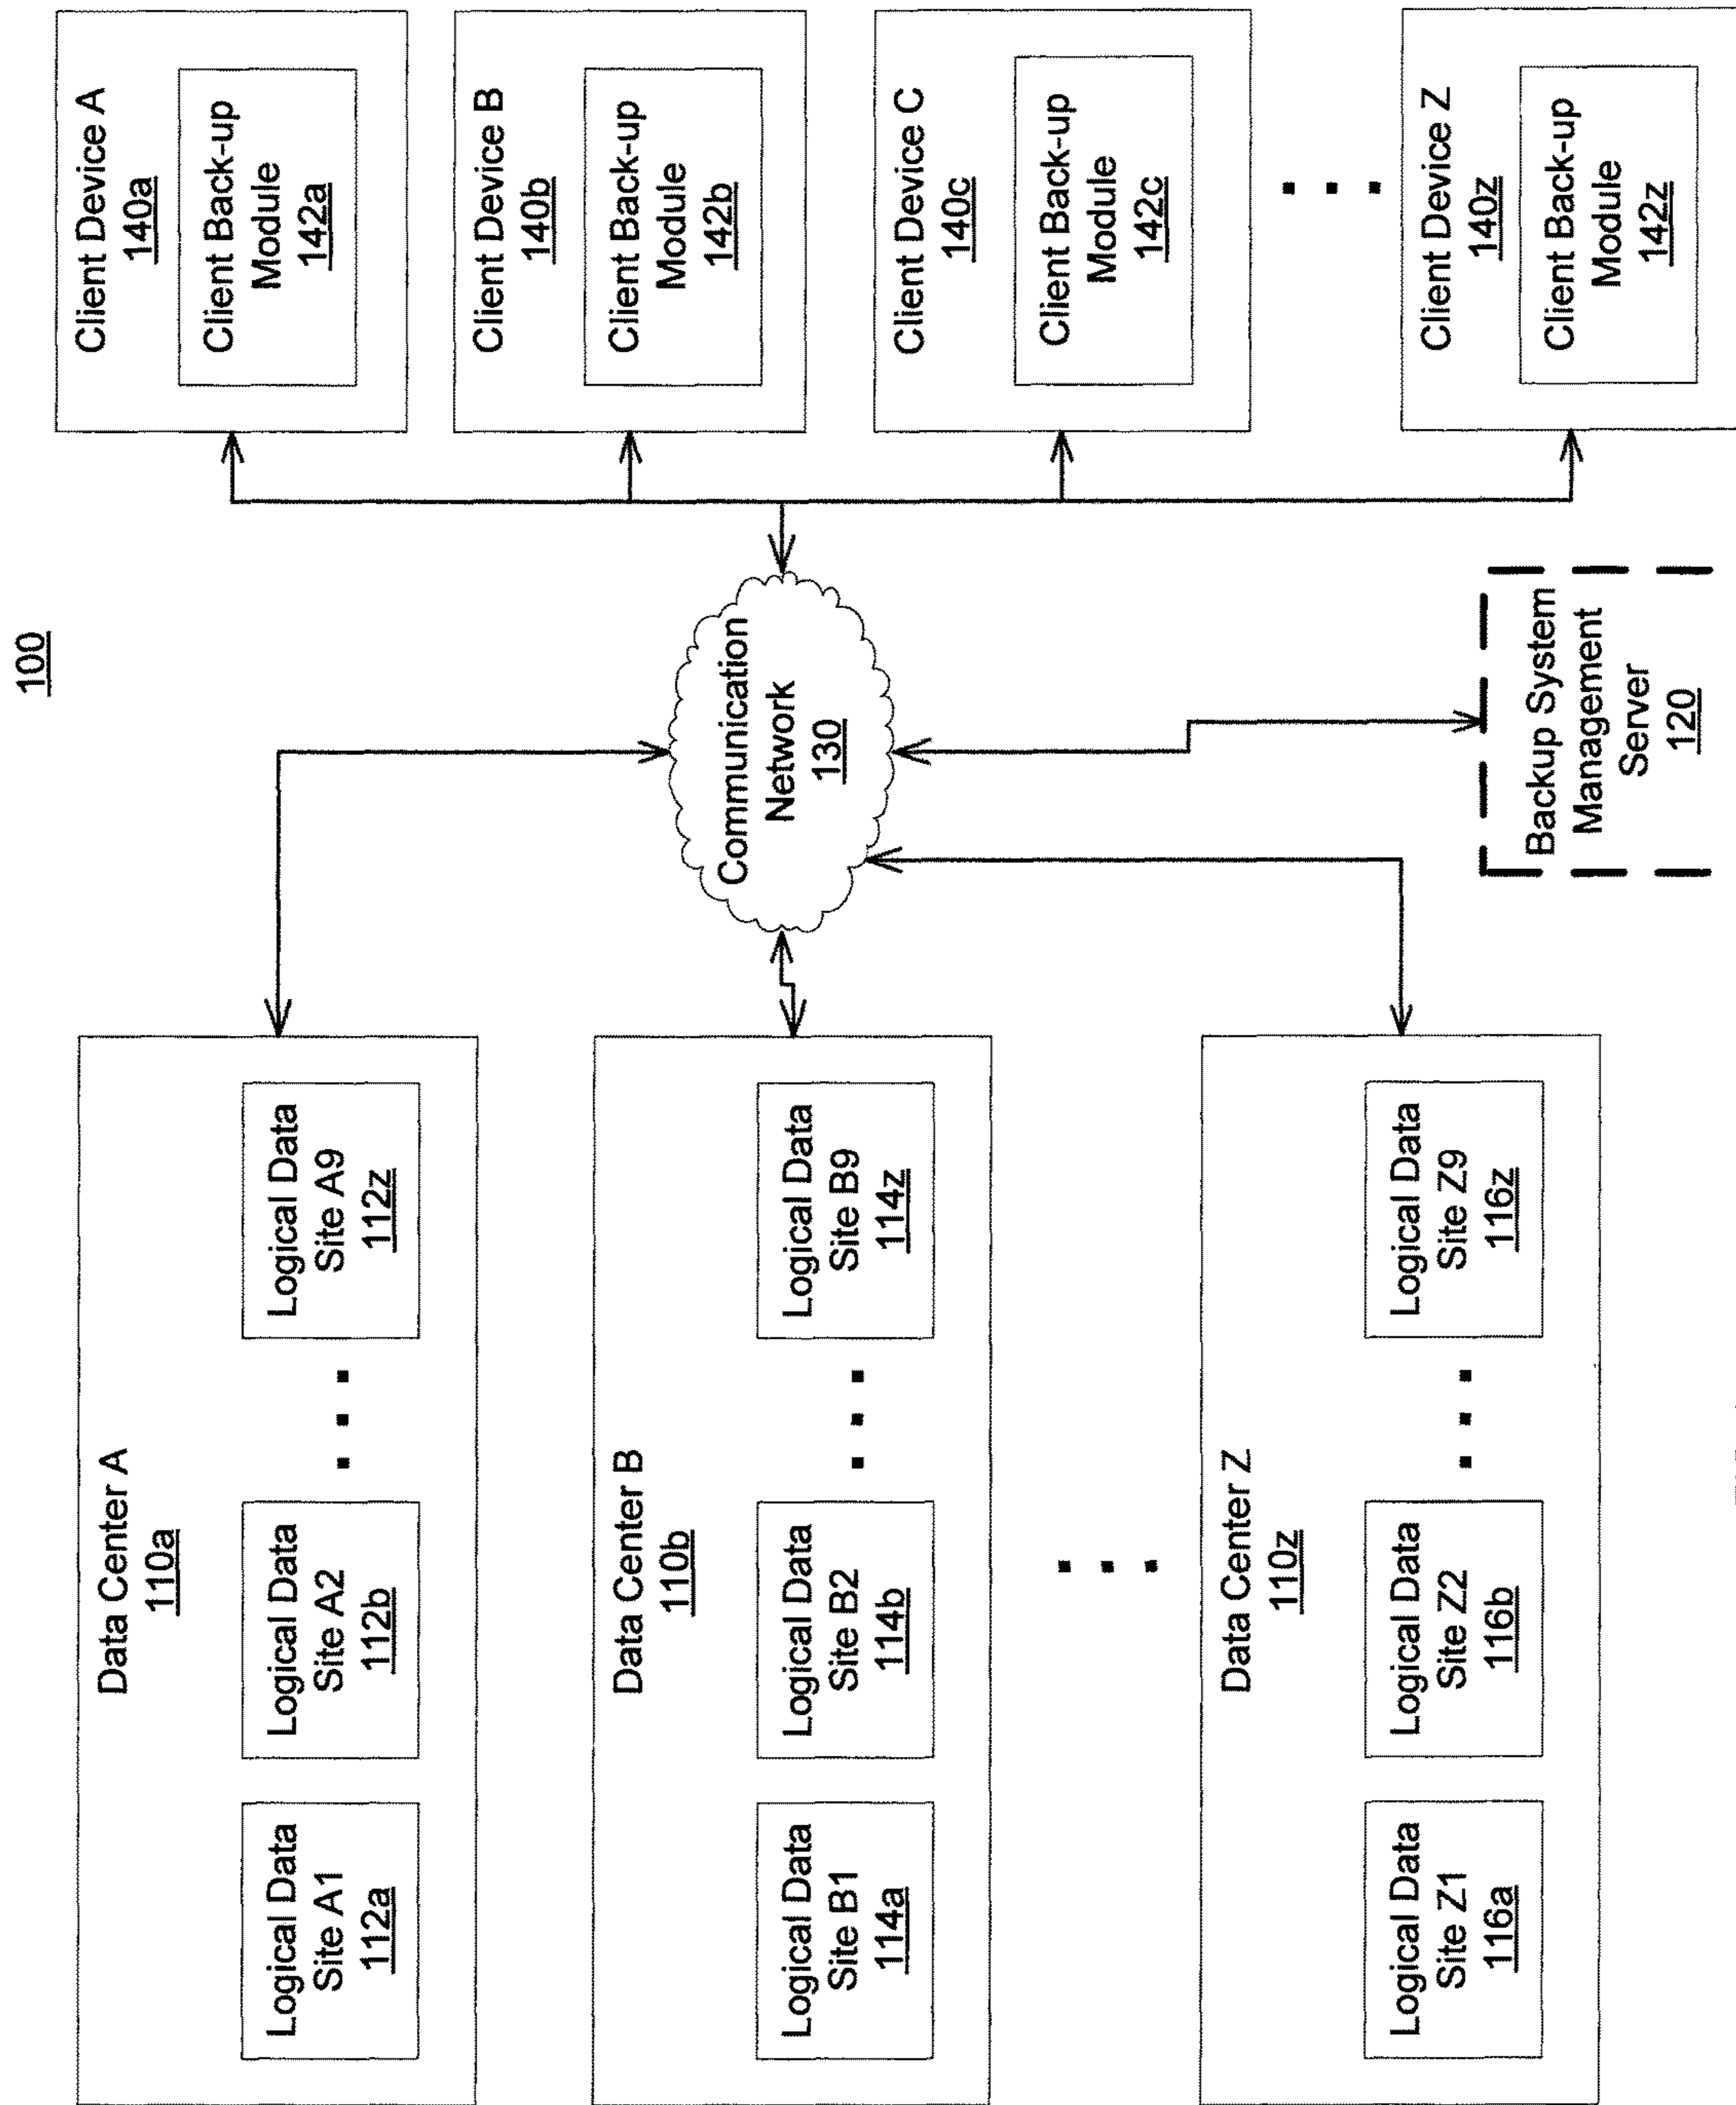 100
Data Center A
110a
Logical Data
Site A1
112a
Logical Data
Site A2
112b
. . .
Logical Data
Site A9
112z
Data Center B
110b
Logical Data
Site B1
114a
Logical Data
Site B2
114b
. . .
Logical Data
Site B9
114z
. . .
Data Center Z
110z
Logical Data
Site Z1
116a
Logical Data
Site Z2
116b
. . .
Logical Data
Site Z9
116z
Communication
Network
130
Backup System
Management
Server
120
Client Device A
140a
Client Back-up
Module
142a
Client Device B
140b
Client Back-up
Module
142b
Client Device C
140c
Client Back-up
Module
142c
. . .
Client Device Z
140z
Client Back-up
Module
142z